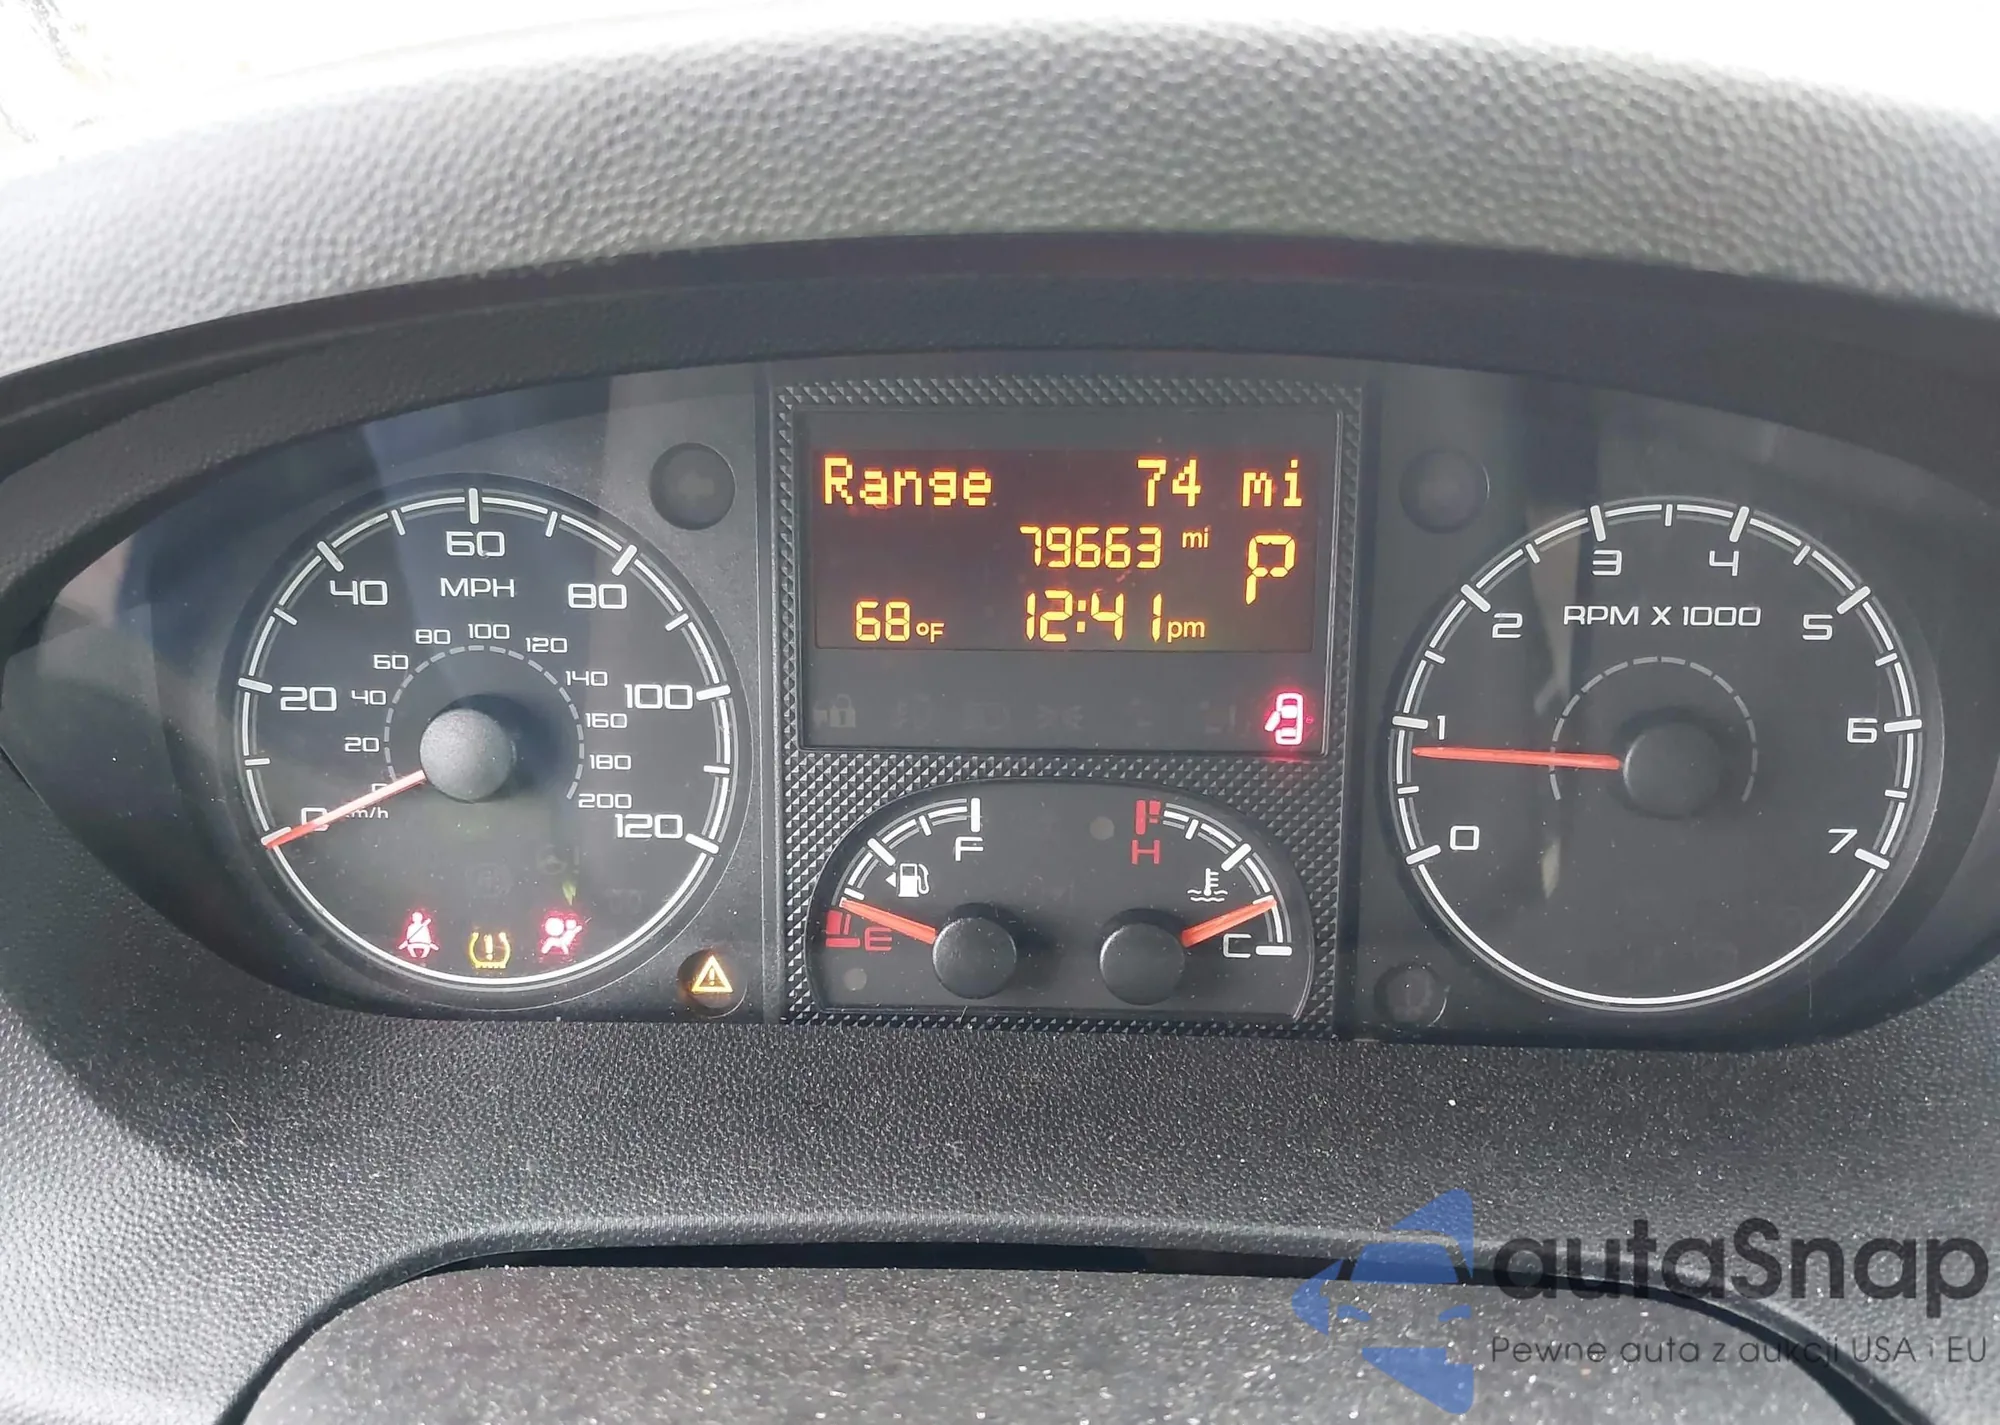 Range 74 mi
79663 mi P
68°F 12:41 pm
0 20 40 60 80 100 120
MPH
0 20 40 60 80 100 120 140 160 180 200
km/h
E F
H C
RPM X 1000
0 1 2 3 4 5 6 7
autaSnap
Pewne auta z aukcji USA i EU